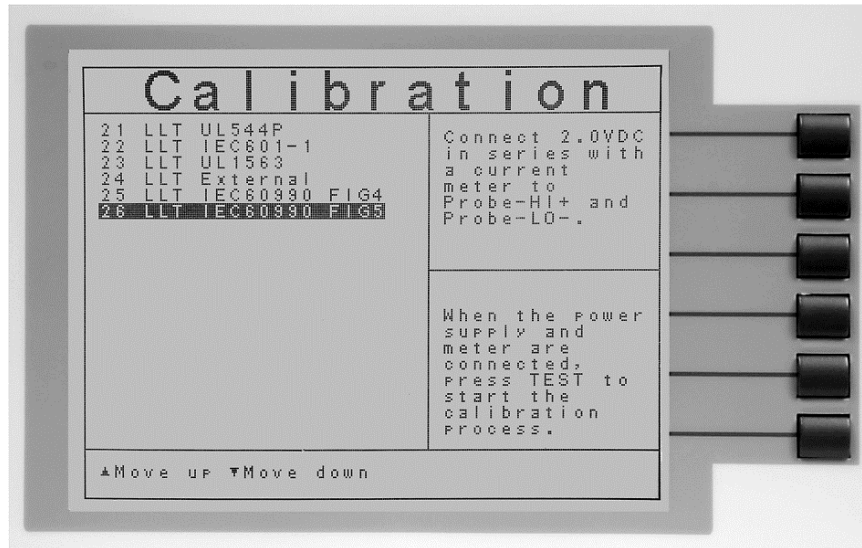 Calibration
21 LLT UL544P
22 LLT IEC601-1
23 LLT UL1563
24 LLT External
25 LLT IEC60990 FIG4
26 LLT IEC60990 FIG5
Connect 2.0VDC
in series with
a current
meter to
Probe-HI+ and
Probe-LO-.
When the power
supply and
meter are
connected,
press TEST to
start the
calibration
process.
▲Move up ▼Move down